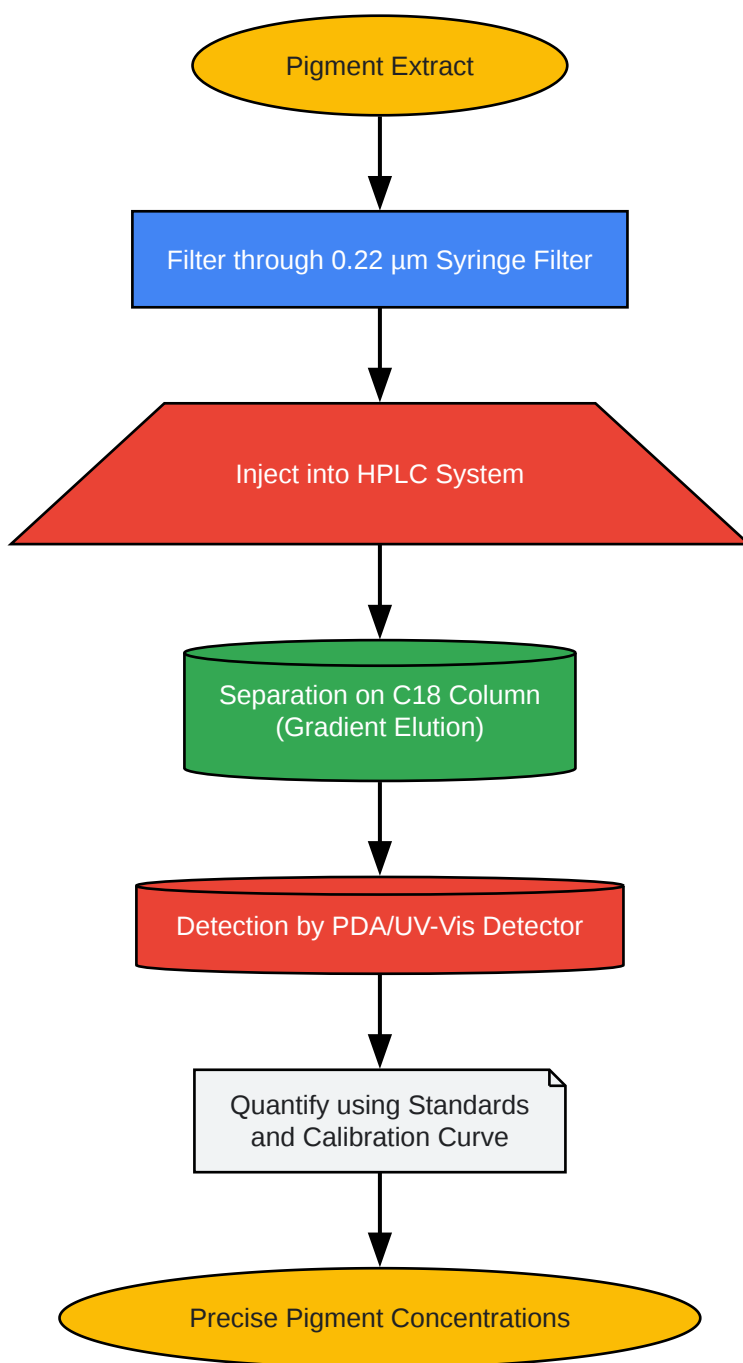 Pigment Extract
Filter through 0.22 µm Syringe Filter
Inject into HPLC System
Separation on C18 Column
(Gradient Elution)
Detection by PDA/UV-Vis Detector
Quantify using Standards
and Calibration Curve
Precise Pigment Concentrations